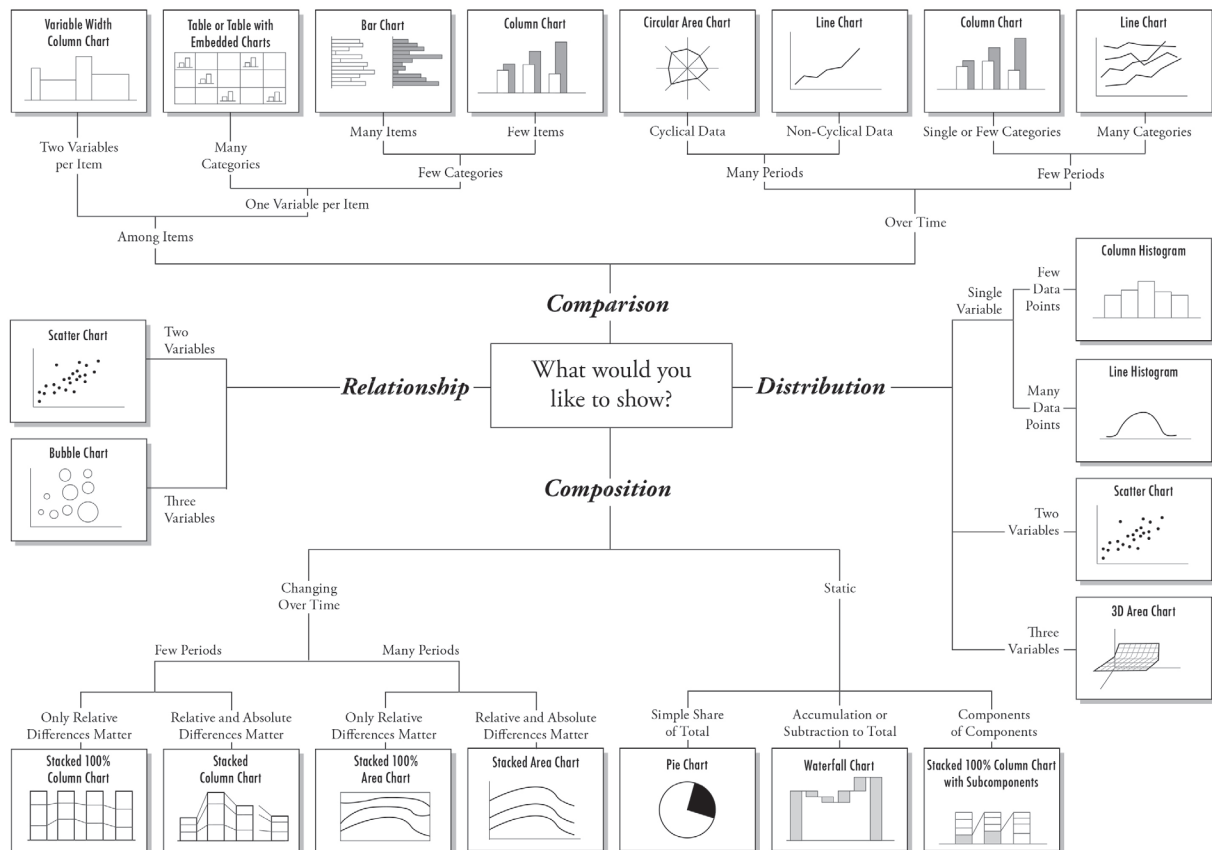 Variable Width
Column Chart
Table or Table with
Embedded Charts
Bar Chart
Column Chart
Circular Area Chart
Line Chart
Column Chart
Line Chart
Two Variables
per Item
Many
Categories
Many Items
Few Items
Cyclical Data
Non-Cyclical Data
Single or Few Categories
Many Categories
Few Categories
Many Periods
Few Periods
One Variable per Item
Among Items
Over Time
Comparison
Relationship
What would you
like to show?
Distribution
Composition
Two
Variables
Scatter Chart
Three
Variables
Bubble Chart
Single
Variable
Few
Data
Points
Column Histogram
Many
Data
Points
Line Histogram
Two
Variables
Scatter Chart
Three
Variables
3D Area Chart
Changing
Over Time
Static
Few Periods
Many Periods
Only Relative
Differences Matter
Relative and Absolute
Differences Matter
Only Relative
Differences Matter
Relative and Absolute
Differences Matter
Simple Share
of Total
Accumulation or
Subtraction to Total
Components
of Components
Stacked 100%
Column Chart
Stacked
Column Chart
Stacked 100%
Area Chart
Stacked Area Chart
Pie Chart
Waterfall Chart
Stacked 100% Column Chart
with Subcomponents